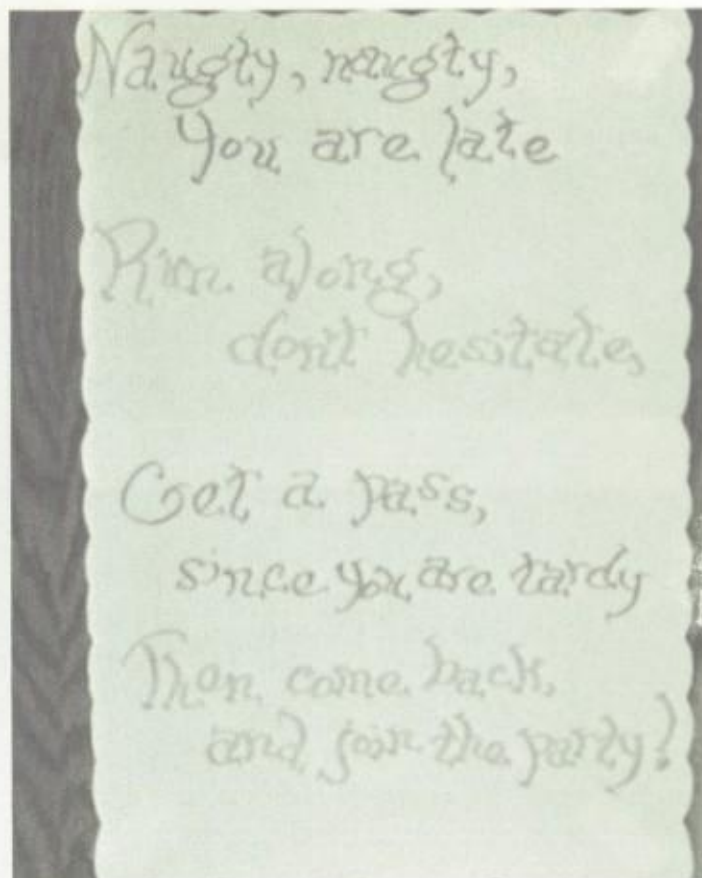 Naugty, naugty,
you are late
Run along,
don't hesitate,
Get a pass,
since you are tardy
Then come back,
and join the party!